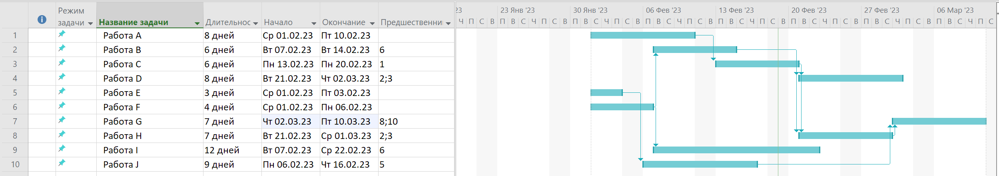 Режим задачи	Название задачи	Длительнос	Начало	Окончание	Предшественни
1	Работа A	8 дней	Ср 01.02.23	Пт 10.02.23
2	Работа B	6 дней	Вт 07.02.23	Вт 14.02.23	6
3	Работа C	6 дней	Пн 13.02.23	Пн 20.02.23	1
4	Работа D	8 дней	Вт 21.02.23	Чт 02.03.23	2;3
5	Работа E	3 дней	Ср 01.02.23	Пт 03.02.23
6	Работа F	4 дней	Ср 01.02.23	Пн 06.02.23
7	Работа G	7 дней	Чт 02.03.23	Пт 10.03.23	8;10
8	Работа H	7 дней	Вт 21.02.23	Ср 01.03.23	2;3
9	Работа I	12 дней	Вт 07.02.23	Ср 22.02.23	6
10	Работа J	9 дней	Пн 06.02.23	Чт 16.02.23	5
23	23 Янв '23	30 Янв '23	06 Фев '23	13 Фев '23	20 Фев '23	27 Фев '23	06 Мар '23
Ч П С В П В С Ч П С В П В С Ч П С В П В С Ч П С В П В С Ч П С В П В С Ч П С В П В С Ч П С В П В С Ч П С